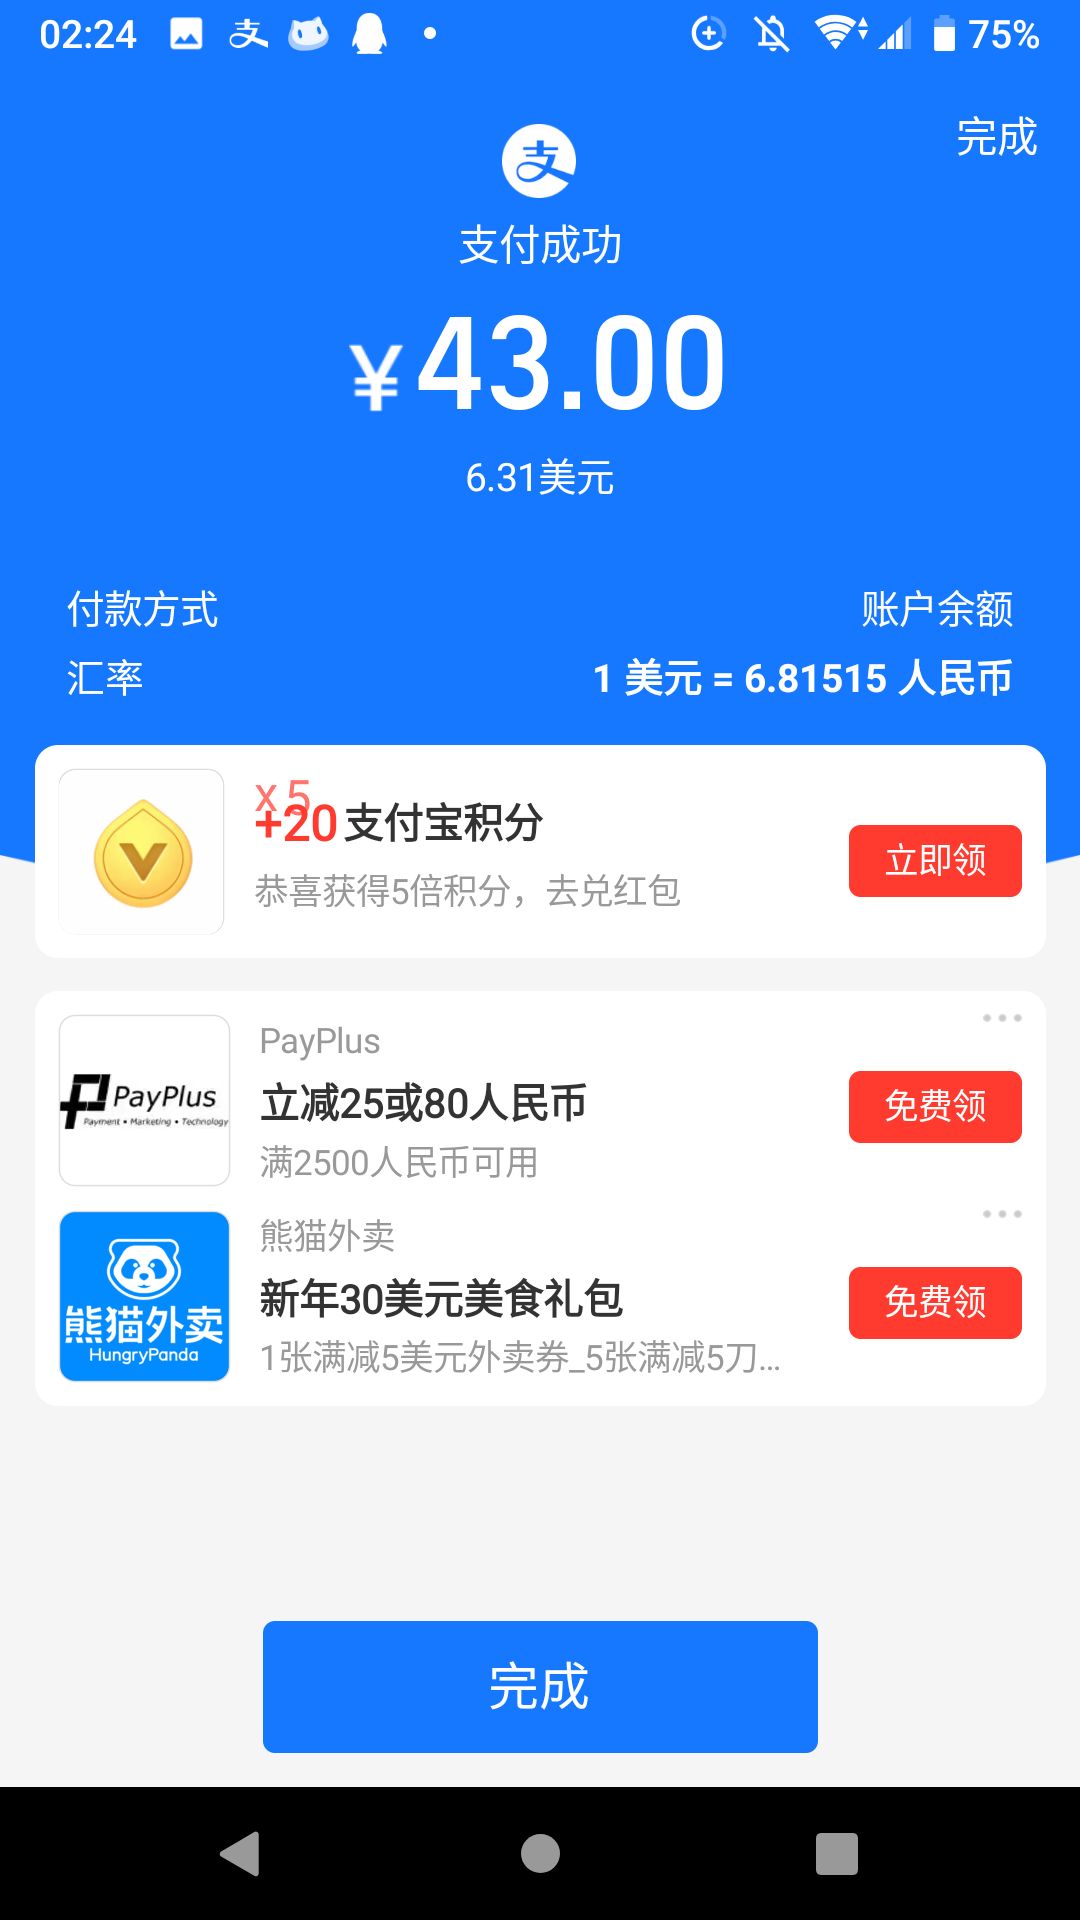 02:24
75%
完成
支
支付成功
¥43.00
6.31美元
付款方式 账户余额
汇率 1 美元 = 6.81515 人民币
x 5
+20 支付宝积分
恭喜获得5倍积分，去兑红包
立即领
PayPlus
Payment • Marketing • Technology
PayPlus
立减25或80人民币
满2500人民币可用
免费领
熊猫外卖
HungryPanda
熊猫外卖
新年30美元美食礼包
1张满减5美元外卖券_5张满减5刀...
免费领
完成